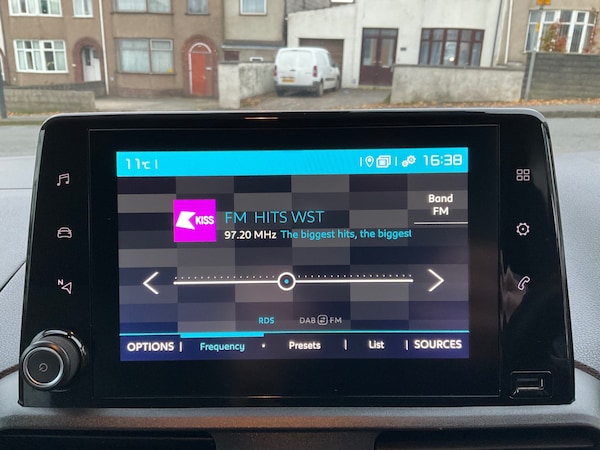 11℃
16:38
KISS
FM HITS WST
97.20 MHz The biggest hits, the biggest
Band
FM
RDS
DAB FM
OPTIONS
Frequency
Presets
List
SOURCES
N